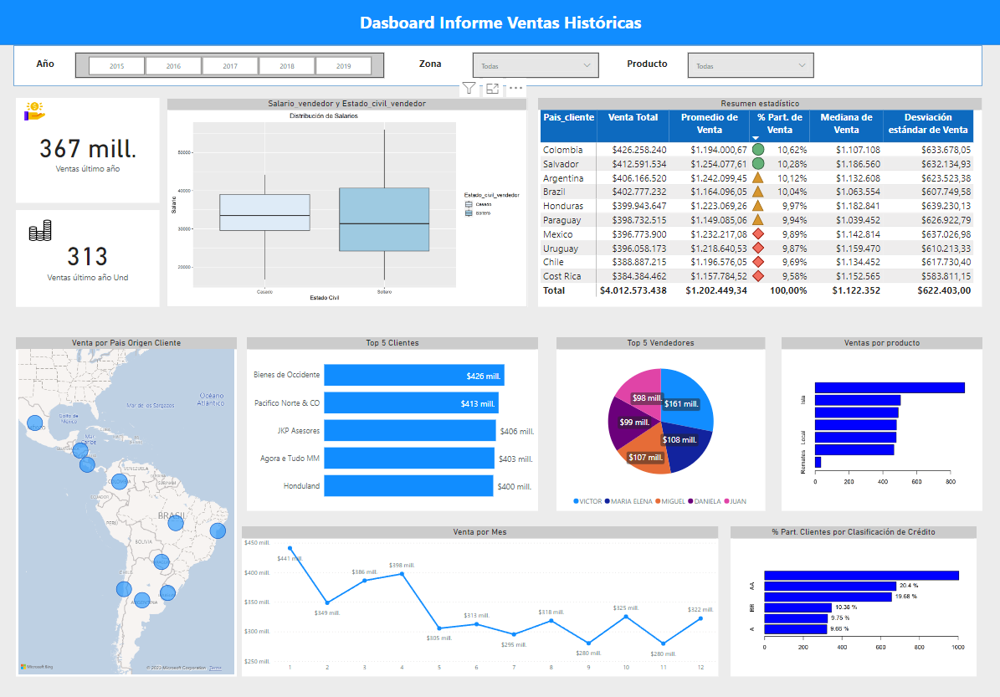 Dasboard Informe Ventas Históricas
Año
2015 2016 2017 2018 2019
Zona
Todas
Producto
Todas
367 mill.
Ventas último año
313
Ventas último año Und
Salario_vendedor y Estado_civil_vendedor
Distribución de Salarios
Salario
50000
40000
30000
20000
Casado
Soltero
Estado Civil
Estado_civil_vendedor
Casado
Soltero
Resumen estadístico
Pais_cliente Venta Total Promedio de Venta % Part. de Venta Mediana de Venta Desviación estándar de Venta
Colombia $426.258.240 $1.194.000,67 10,62% $1.107.108 $633.678,05
Salvador $412.591.534 $1.254.077,61 10,28% $1.186.560 $632.134,93
Argentina $406.166.520 $1.242.099,45 10,12% $1.132.608 $623.523,38
Brazil $402.777.232 $1.164.096,05 10,04% $1.063.554 $607.749,58
Honduras $399.943.647 $1.223.069,26 9,97% $1.182.841 $639.230,13
Paraguay $398.732.515 $1.149.085,06 9,94% $1.039.452 $626.922,79
Mexico $396.773.900 $1.232.217,08 9,89% $1.142.814 $637.026,98
Uruguay $396.058.173 $1.218.640,53 9,87% $1.159.470 $610.213,33
Chile $388.887.215 $1.196.576,05 9,69% $1.134.452 $617.730,40
Cost Rica $384.384.462 $1.157.784,52 9,58% $1.152.565 $583.811,15
Total $4.012.573.438 $1.202.449,34 100,00% $1.122.352 $622.403,00
Venta por Pais Origen Cliente
Océano
Atlántico
Mar de los Sargazos
Golfo de
México
Mar
Caribe
VENEZUELA
COLOMBIA
ECUADOR
PERÚ
BRASIL
BOLIVIA
CHILE
ARGENTINA
Microsoft Bing
© 2023 Microsoft Corporation Terms
Top 5 Clientes
Bienes de Occidente $426 mill.
Pacifico Norte & CO $413 mill.
JKP Asesores $406 mill.
Agora e Tudo MM $403 mill.
Honduland $400 mill.
Top 5 Vendedores
$98 mill.
$161 mill.
$99 mill.
$108 mill.
$107 mill.
VICTOR MARIA ELENA MIGUEL DANIELA JUAN
Ventas por producto
Isla
Local
Remates
0 200 400 600 800
Venta por Mes
$450 mill.
$400 mill.
$350 mill.
$300 mill.
$250 mill.
$441 mill.
$349 mill.
$386 mill.
$398 mill.
$305 mill.
$313 mill.
$295 mill.
$318 mill.
$280 mill.
$325 mill.
$280 mill.
$322 mill.
1 2 3 4 5 6 7 8 9 10 11 12
% Part. Clientes por Clasificación de Crédito
AA
BB
A
20.4 %
19.68 %
10.38 %
9.75 %
9.66 %
0 200 400 600 800 1000